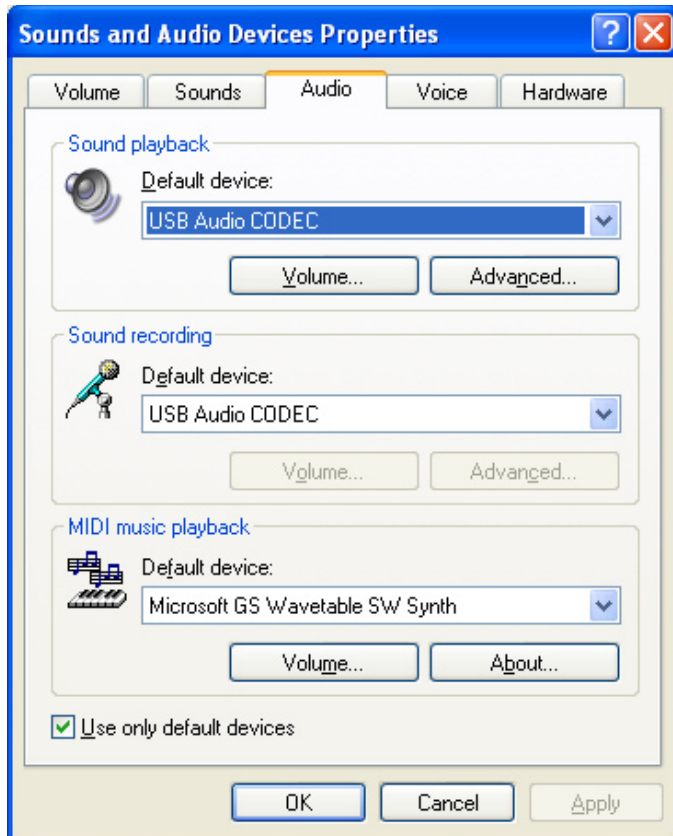 Sounds and Audio Devices Properties
Volume Sounds Audio Voice Hardware
Sound playback
Default device:
USB Audio CODEC
Volume... Advanced...
Sound recording
Default device:
USB Audio CODEC
Volume... Advanced...
MIDI music playback
Default device:
Microsoft GS Wavetable SW Synth
Volume... About...
Use only default devices
OK Cancel Apply